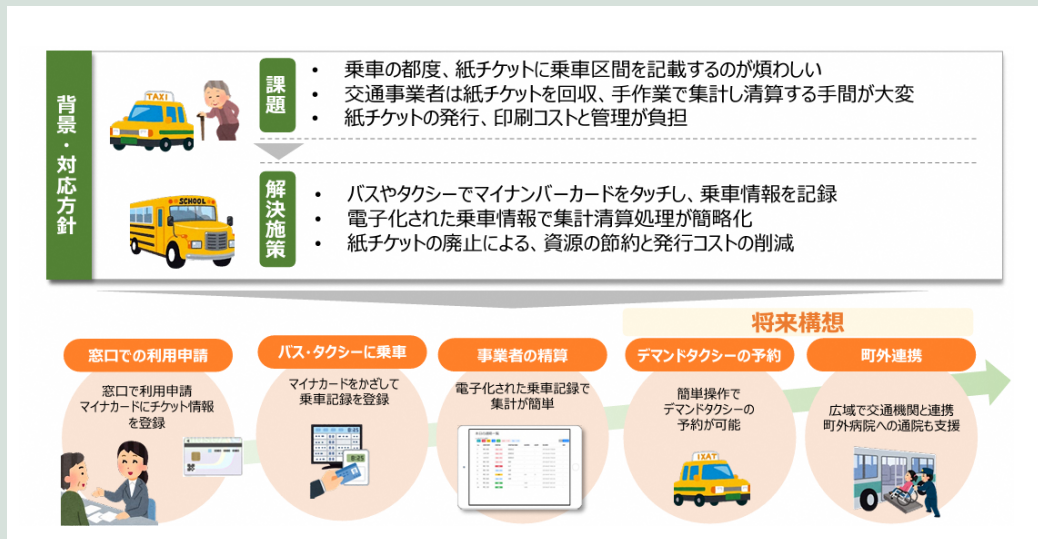 背景・対応方針
課題
• 乗車の都度、紙チケットに乗車区間を記載するのが煩わしい
• 交通事業者は紙チケットを回収、手作業で集計し清算する手間が大変
• 紙チケットの発行、印刷コストと管理が負担
TAXI
解決施策
• バスやタクシーでマイナンバーカードをタッチし、乗車情報を記録
• 電子化された乗車情報で集計清算処理が簡略化
• 紙チケットの廃止による、資源の節約と発行コストの削減
SCHOOL
将来構想
窓口での利用申請
窓口で利用申請
マイナカードにチケット情報
を登録
バス・タクシーに乗車
マイナカードをかざして
乗車記録を登録
8:25
事業者の精算
電子化された乗車記録で
集計が簡単
デマンドタクシーの予約
簡単操作で
デマンドタクシーの
予約が可能
IXAT
町外連携
広域で交通機関と連携
町外病院への通院も支援